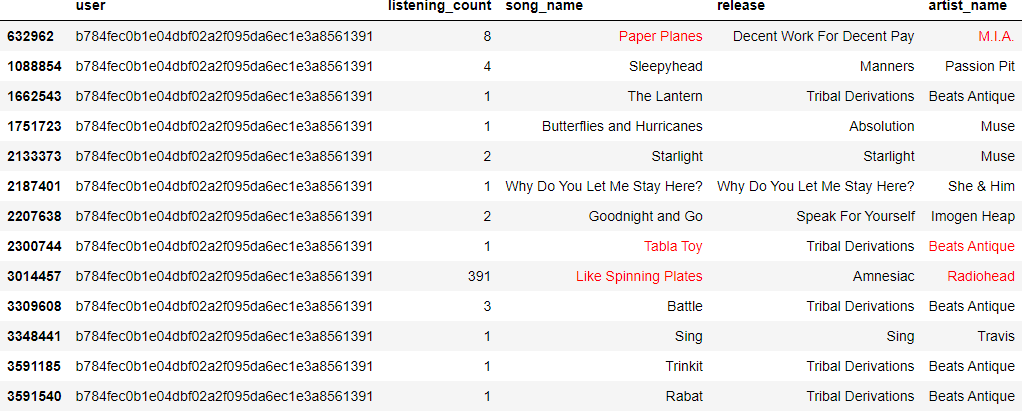 user listening_count song_name release artist_name
632962 b784fec0b1e04dbf02a2f095da6ec1e3a8561391 8 Paper Planes Decent Work For Decent Pay M.I.A.
1088854 b784fec0b1e04dbf02a2f095da6ec1e3a8561391 4 Sleepyhead Manners Passion Pit
1662543 b784fec0b1e04dbf02a2f095da6ec1e3a8561391 1 The Lantern Tribal Derivations Beats Antique
1751723 b784fec0b1e04dbf02a2f095da6ec1e3a8561391 1 Butterflies and Hurricanes Absolution Muse
2133373 b784fec0b1e04dbf02a2f095da6ec1e3a8561391 2 Starlight Starlight Muse
2187401 b784fec0b1e04dbf02a2f095da6ec1e3a8561391 1 Why Do You Let Me Stay Here? Why Do You Let Me Stay Here? She & Him
2207638 b784fec0b1e04dbf02a2f095da6ec1e3a8561391 2 Goodnight and Go Speak For Yourself Imogen Heap
2300744 b784fec0b1e04dbf02a2f095da6ec1e3a8561391 1 Tabla Toy Tribal Derivations Beats Antique
3014457 b784fec0b1e04dbf02a2f095da6ec1e3a8561391 391 Like Spinning Plates Amnesiac Radiohead
3309608 b784fec0b1e04dbf02a2f095da6ec1e3a8561391 3 Battle Tribal Derivations Beats Antique
3348441 b784fec0b1e04dbf02a2f095da6ec1e3a8561391 1 Sing Sing Travis
3591185 b784fec0b1e04dbf02a2f095da6ec1e3a8561391 1 Trinkit Tribal Derivations Beats Antique
3591540 b784fec0b1e04dbf02a2f095da6ec1e3a8561391 1 Rabat Tribal Derivations Beats Antique